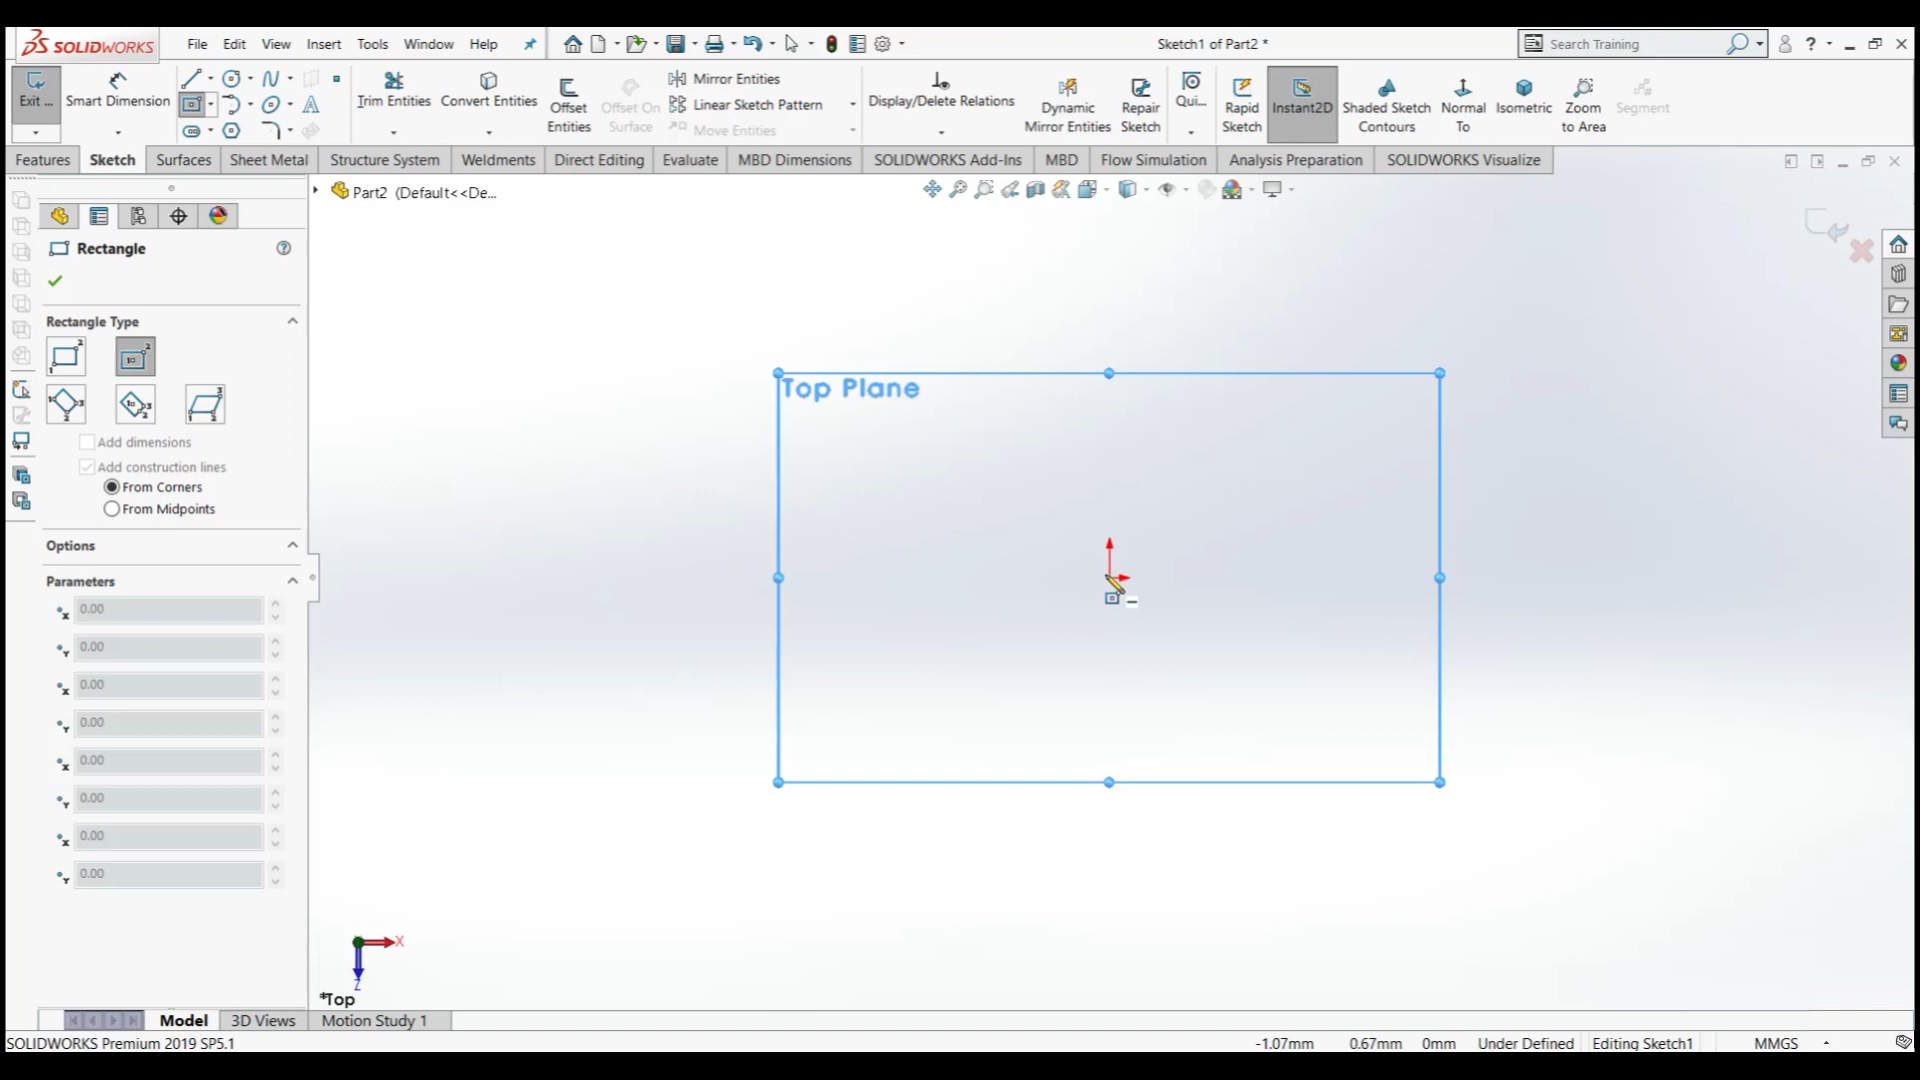 SOLIDWORKS File Edit View Insert Tools Window Help Sketch1 of Part2 * Search Training ?
Exit ... Smart Dimension Trim Entities Convert Entities Offset Entities Offset On Surface Mirror Entities Linear Sketch Pattern Move Entities Display/Delete Relations Dynamic Mirror Entities Repair Sketch Qui... Rapid Sketch Instant2D Shaded Sketch Contours Normal To Isometric Zoom to Area Segment
Features Sketch Surfaces Sheet Metal Structure System Weldments Direct Editing Evaluate MBD Dimensions SOLIDWORKS Add-Ins MBD Flow Simulation Analysis Preparation SOLIDWORKS Visualize
Part2 (Default<<De...
Rectangle ?
Rectangle Type
Add dimensions
Add construction lines
From Corners
From Midpoints
Options
Parameters
0.00
0.00
0.00
0.00
0.00
0.00
0.00
0.00
Top Plane
X
Z
*Top
Model 3D Views Motion Study 1
SOLIDWORKS Premium 2019 SP5.1 -1.07mm 0.67mm 0mm Under Defined Editing Sketch1 MMGS